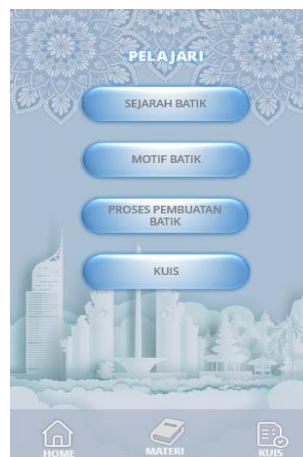 PELAJARI
SEJARAH BATIK
MOTIF BATIK
PROSES PEMBUATAN
BATIK
KUIS
HOME
MATERI
KUIS